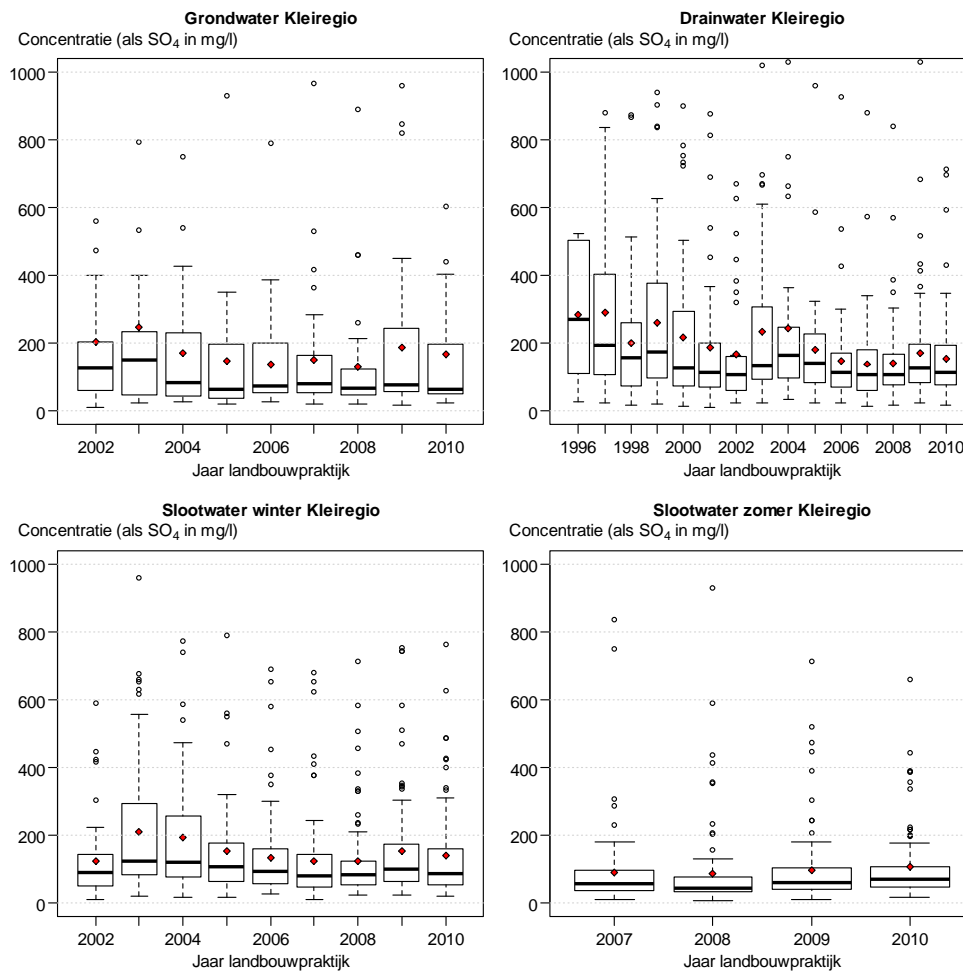 Grondwater Kleiregio
Concentratie (als SO4 in mg/l)
1000
800
600
400
200
0
2002 2004 2006 2008 2010
Jaar landbouwpraktijk
Drainwater Kleiregio
Concentratie (als SO4 in mg/l)
1000
800
600
400
200
0
1996 1998 2000 2002 2004 2006 2008 2010
Jaar landbouwpraktijk
Slootwater winter Kleiregio
Concentratie (als SO4 in mg/l)
1000
800
600
400
200
0
2002 2004 2006 2008 2010
Jaar landbouwpraktijk
Slootwater zomer Kleiregio
Concentratie (als SO4 in mg/l)
1000
800
600
400
200
0
2007 2008 2009 2010
Jaar landbouwpraktijk